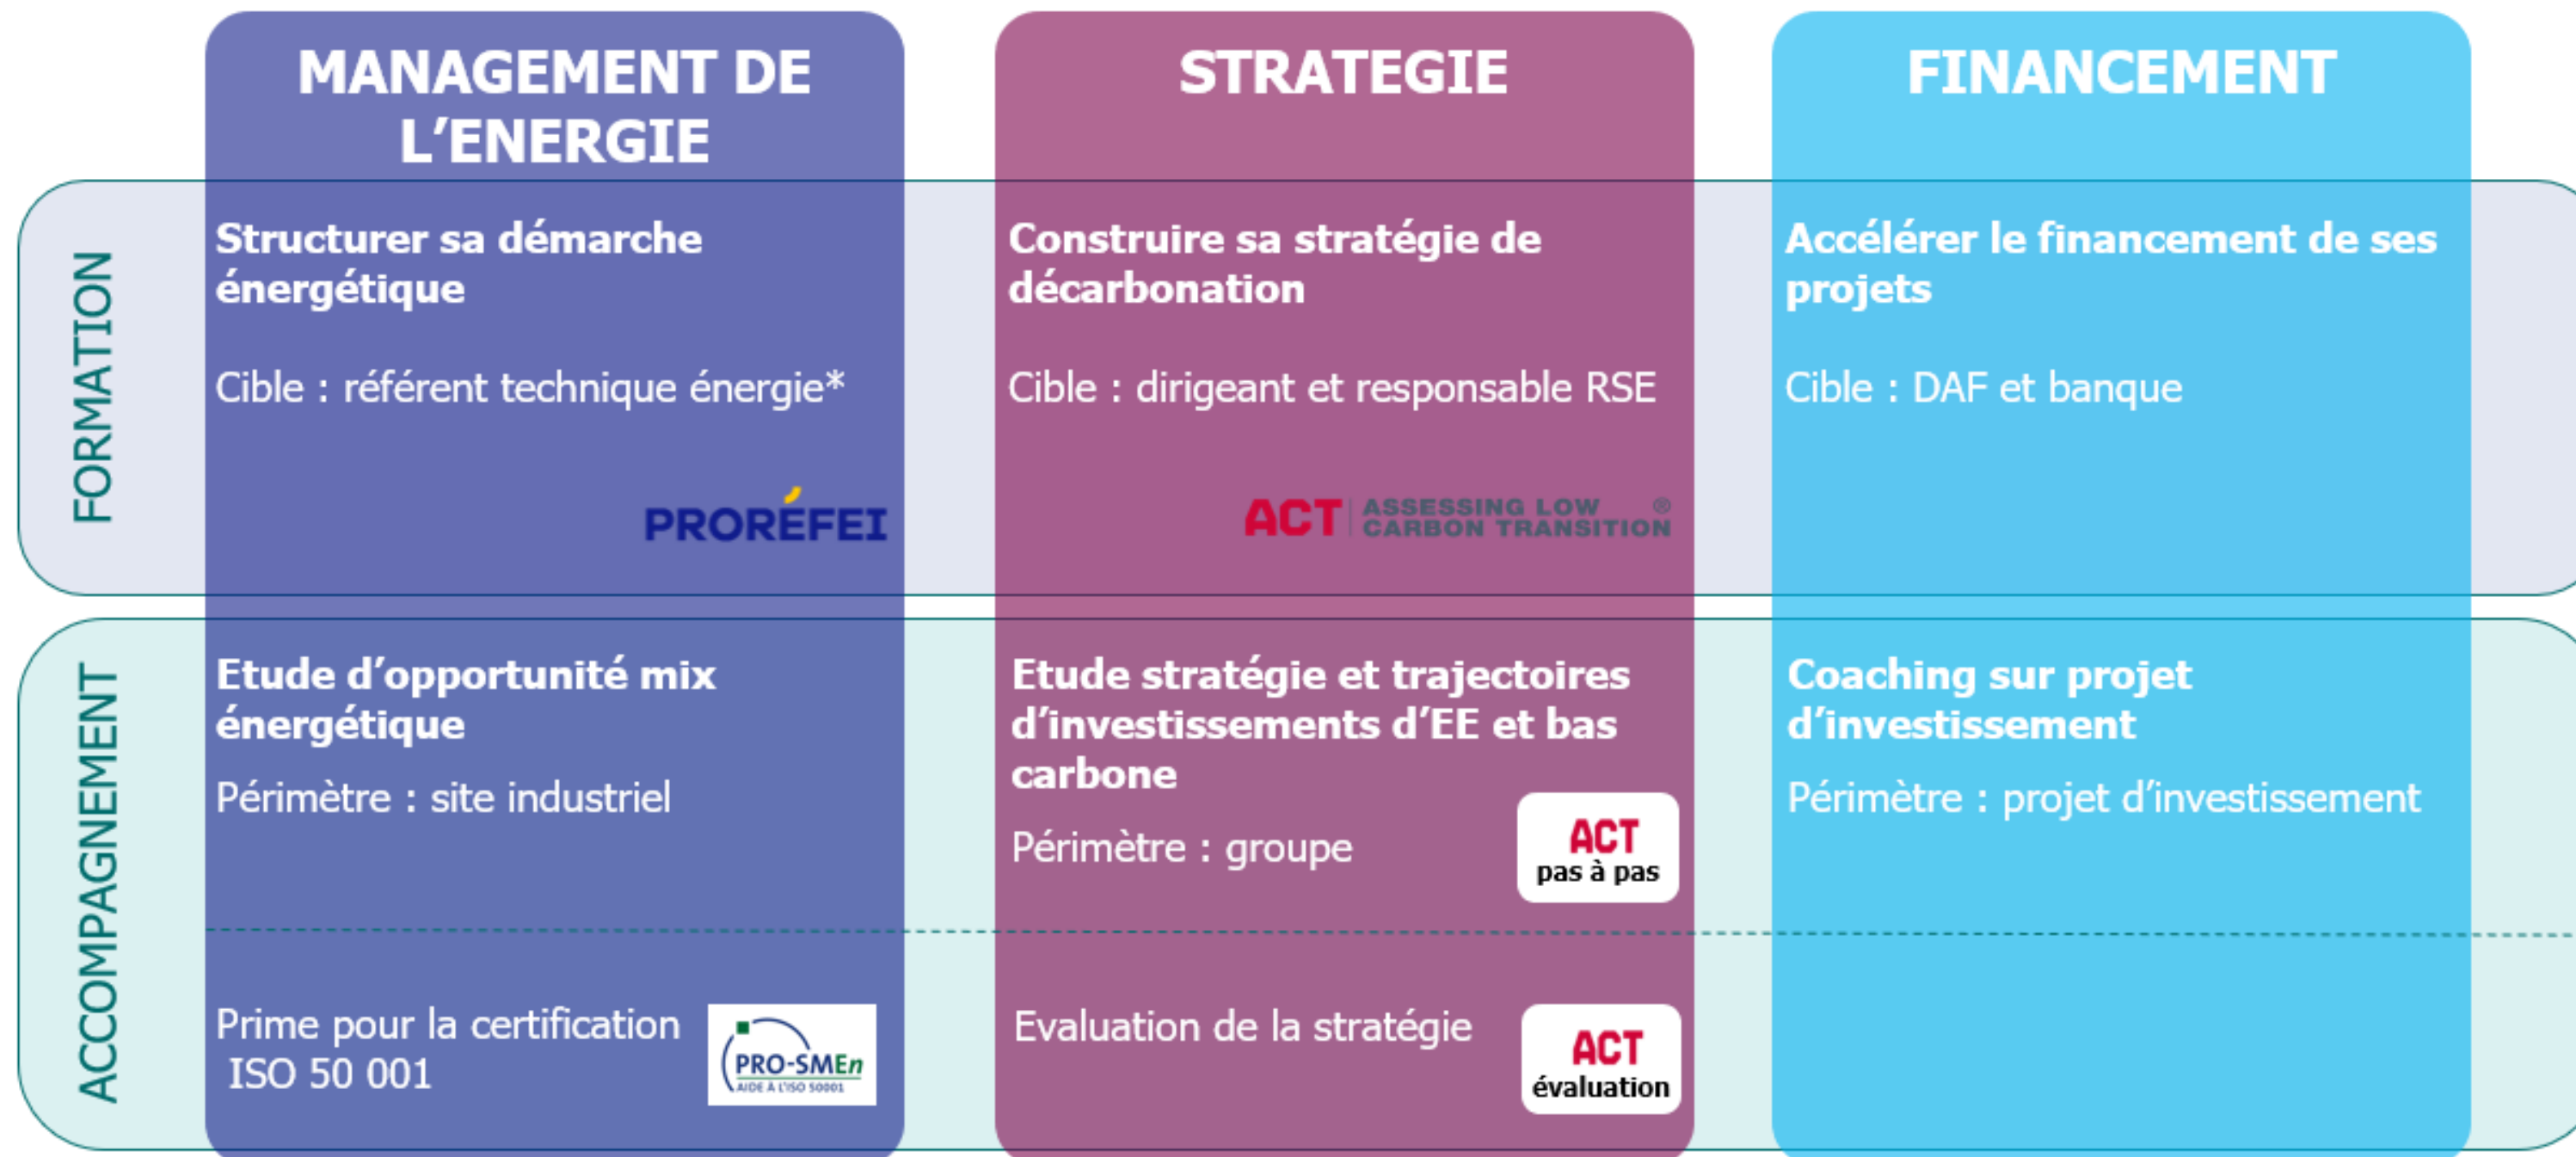 MANAGEMENT DE
L’ENERGIE
STRATEGIE
FINANCEMENT
FORMATION
Structurer sa démarche
énergétique
Cible : référent technique énergie*
PRORÉFEI
Construire sa stratégie de
décarbonation
Cible : dirigeant et responsable RSE
ACT ASSESSING LOW ®
CARBON TRANSITION
Accélérer le financement de ses
projets
Cible : DAF et banque
ACCOMPAGNEMENT
Etude d’opportunité mix
énergétique
Périmètre : site industriel
Etude stratégie et trajectoires
d’investissements d’EE et bas
carbone
Périmètre : groupe
ACT
pas à pas
Coaching sur projet
d’investissement
Périmètre : projet d’investissement
Prime pour la certification
ISO 50 001
PRO-SMEn
AIDE À L’ISO 50001
Evaluation de la stratégie
ACT
évaluation